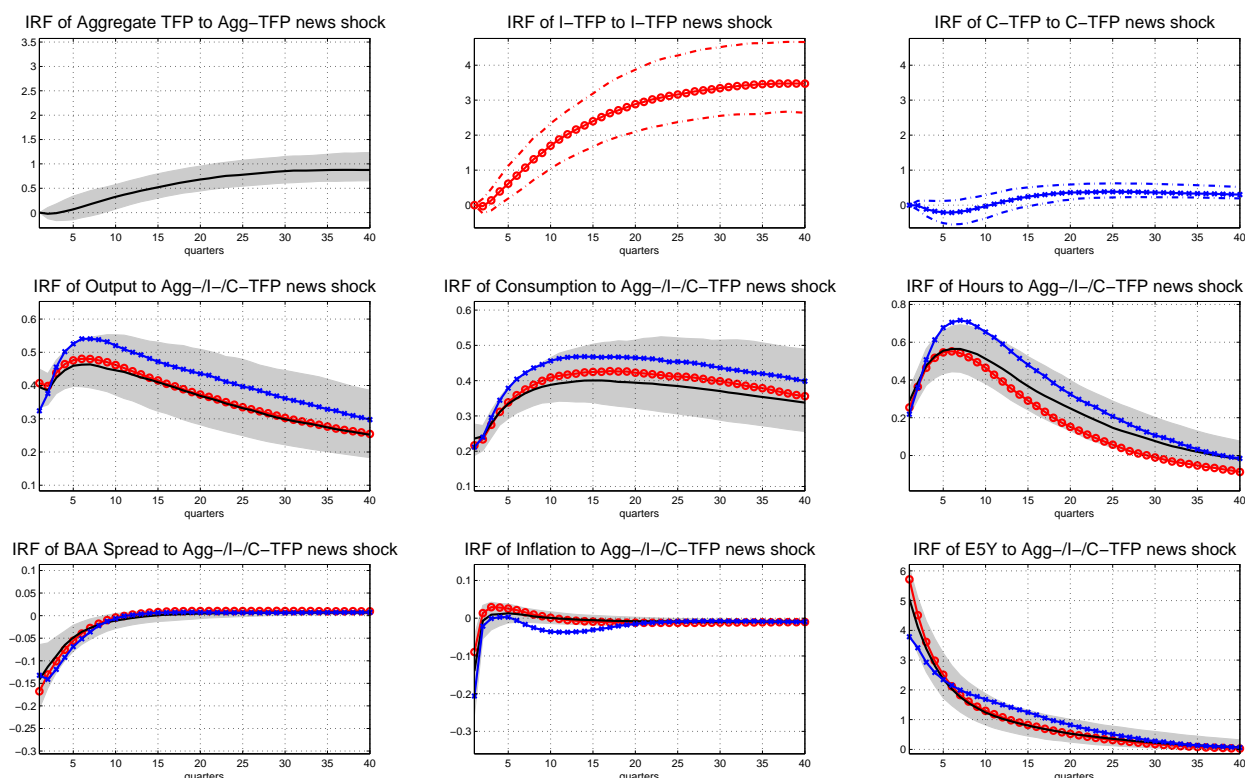 IRF of Aggregate TFP to Agg−TFP news shock
3.5
3
2.5
2
1.5
1
0.5
0
5 10 15 20 25 30 35 40
quarters
IRF of I−TFP to I−TFP news shock
4
3
2
1
0
5 10 15 20 25 30 35 40
quarters
IRF of C−TFP to C−TFP news shock
4
3
2
1
0
5 10 15 20 25 30 35 40
quarters
IRF of Output to Agg−/I−/C−TFP news shock
0.6
0.5
0.4
0.3
0.2
0.1
5 10 15 20 25 30 35 40
quarters
IRF of Consumption to Agg−/I−/C−TFP news shock
0.6
0.5
0.4
0.3
0.2
0.1
5 10 15 20 25 30 35 40
quarters
IRF of Hours to Agg−/I−/C−TFP news shock
0.8
0.6
0.4
0.2
0
5 10 15 20 25 30 35 40
quarters
IRF of BAA Spread to Agg−/I−/C−TFP news shock
0.1
0.05
0
−0.05
−0.1
−0.15
−0.2
−0.25
−0.3
5 10 15 20 25 30 35 40
quarters
IRF of Inflation to Agg−/I−/C−TFP news shock
0.1
0
−0.1
−0.2
−0.3
5 10 15 20 25 30 35 40
quarters
IRF of E5Y to Agg−/I−/C−TFP news shock
6
5
4
3
2
1
0
5 10 15 20 25 30 35 40
quarters